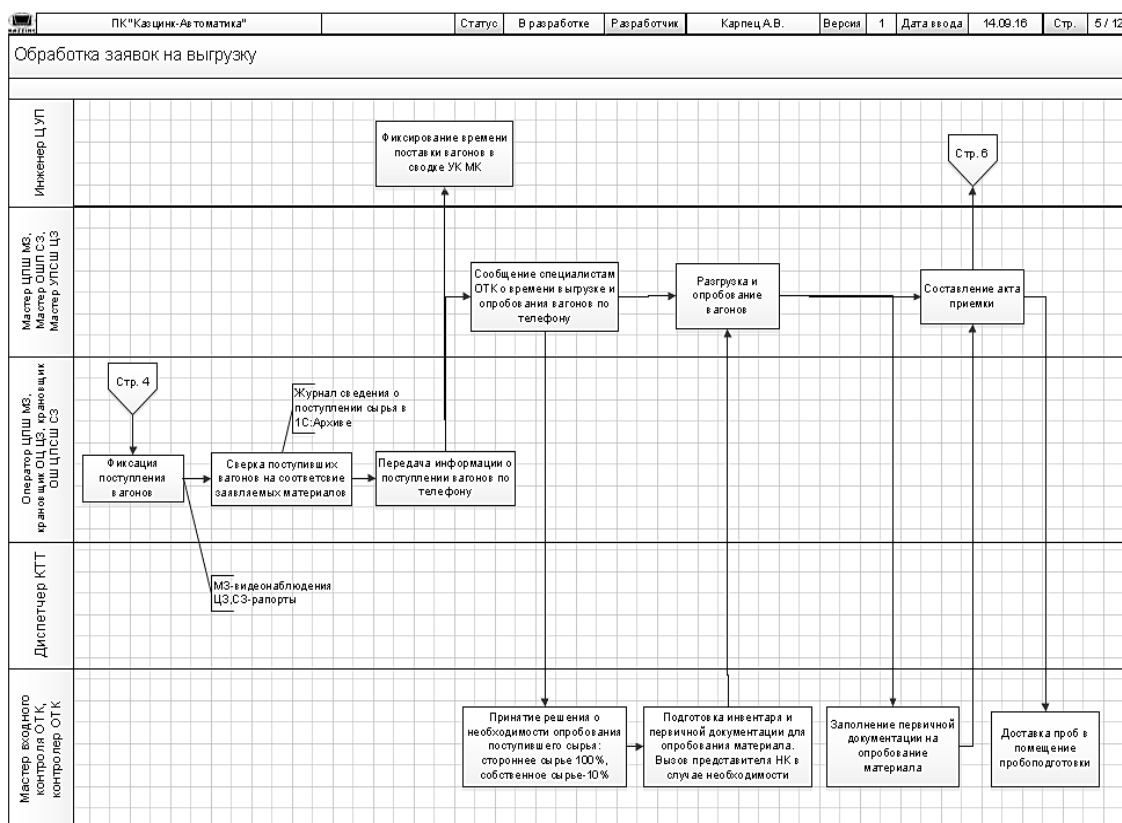 ПК"Казцинк-Автоматика" Статус В разработке Разработчик Карпец А.В. Версия 1 Дата ввода 14.09.16 Стр. 5 / 12
Обработка заявок на выгрузку
Инженер ЦУП
Фиксирование времени
поставки вагонов в
сводке УК МК
Стр. 6
Мастер ЦПШ МЗ,
Мастер ОШП СЗ,
Мастер УПСШ ЦЗ
Сообщение специалистам
ОТК о времени выгрузке и
опробования вагонов по
телефону
Разгрузка и
опробование
вагонов
Составление акта
приемки
Оператор ЦПШ МЗ,
крановщик ОЦ ЦЗ, крановщик
ОШ ЦПСШ СЗ
Стр. 4
Журнал сведения о
поступлении сырья в
1С:Архиве
Фиксация
поступления
вагонов
Сверка поступивших
вагонов на соответсвие
заявляемых материалов
Передача информации о
поступлении вагонов по
телефону
Диспетчер КТТ
МЗ-видеонаблюдения
ЦЗ,СЗ-рапорты
Мастер входного
контроля ОТК,
контролер ОТК
Принятие решения о
необходимости опробования
поступившего сырья:
стороннее сырье 100%,
собственное сырье-10%
Подготовка инвентаря и
первичной документации для
опробования материала.
Вызов представителя НК в
случае необходимости
Заполнение первичной
документации на
опробование
материала
Доставка проб в
помещение
пробоподготовки